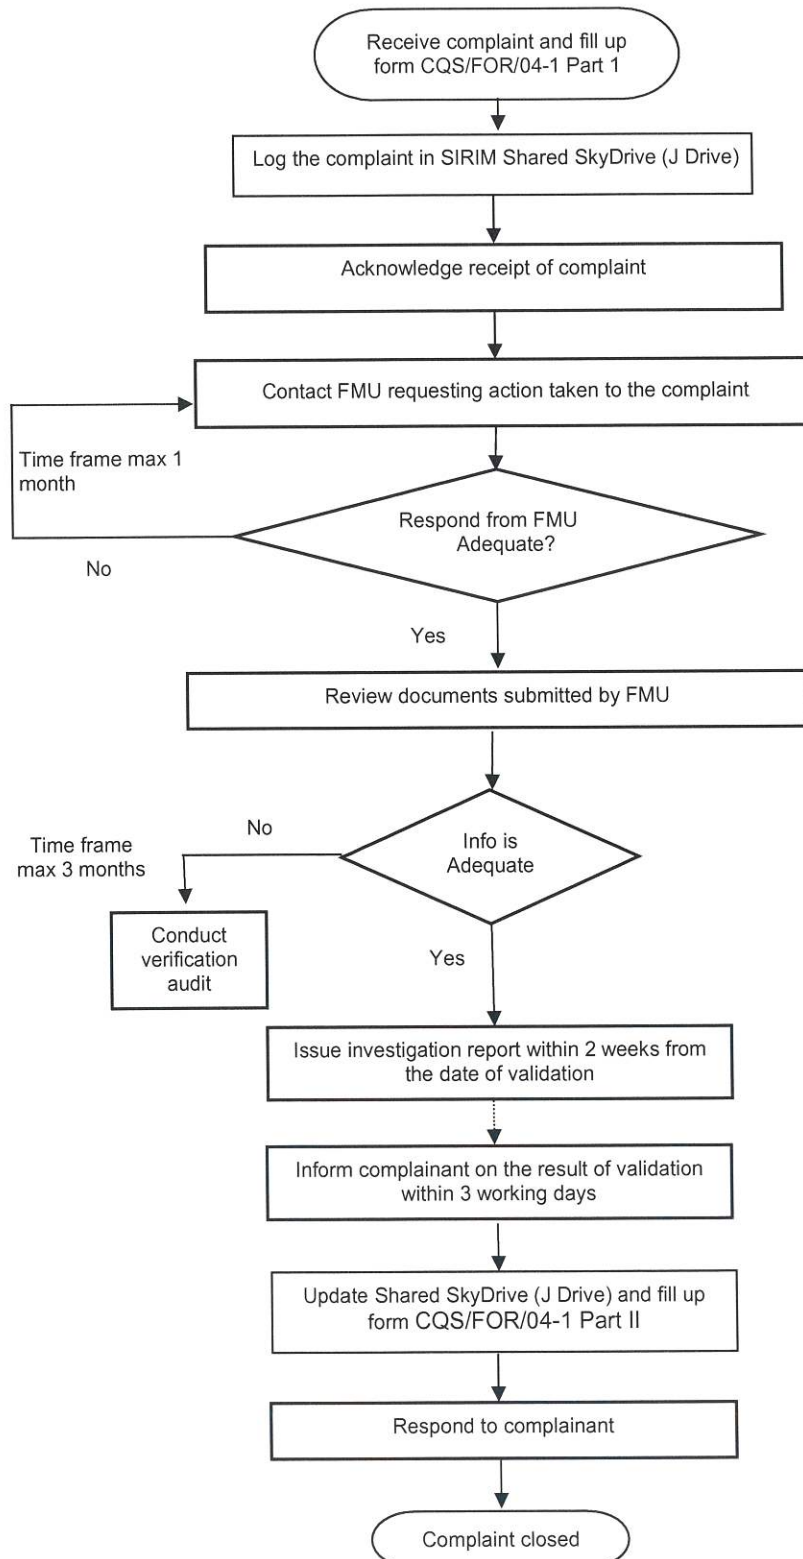 Receive complaint and fill up
form CQS/FOR/04-1 Part 1
Log the complaint in SIRIM Shared SkyDrive (J Drive)
Acknowledge receipt of complaint
Contact FMU requesting action taken to the complaint
Time frame max 1
month
Respond from FMU
Adequate?
No
Yes
Review documents submitted by FMU
No
Time frame
max 3 months
Info is
Adequate
Conduct
verification
audit
Yes
Issue investigation report within 2 weeks from
the date of validation
Inform complainant on the result of validation
within 3 working days
Update Shared SkyDrive (J Drive) and fill up
form CQS/FOR/04-1 Part II
Respond to complainant
Complaint closed